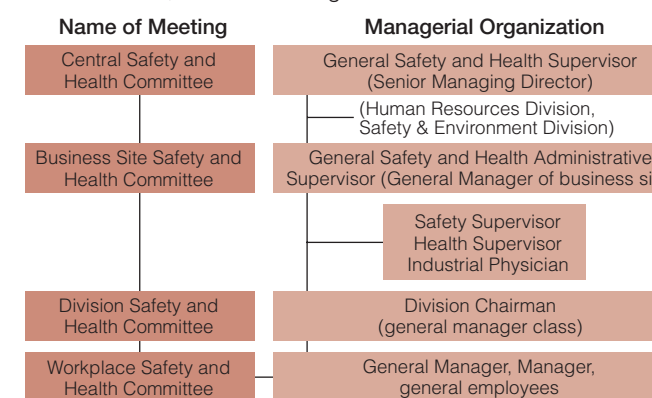 Name of Meeting
Managerial Organization
Central Safety and
Health Committee
General Safety and Health Supervisor
(Senior Managing Director)
(Human Resources Division,
Safety & Environment Division)
Business Site Safety and
Health Committee
General Safety and Health Administrative
Supervisor (General Manager of business si
Safety Supervisor
Health Supervisor
Industrial Physician
Division Safety and
Health Committee
Division Chairman
(general manager class)
Workplace Safety and
Health Committee
General Manager, Manager,
general employees